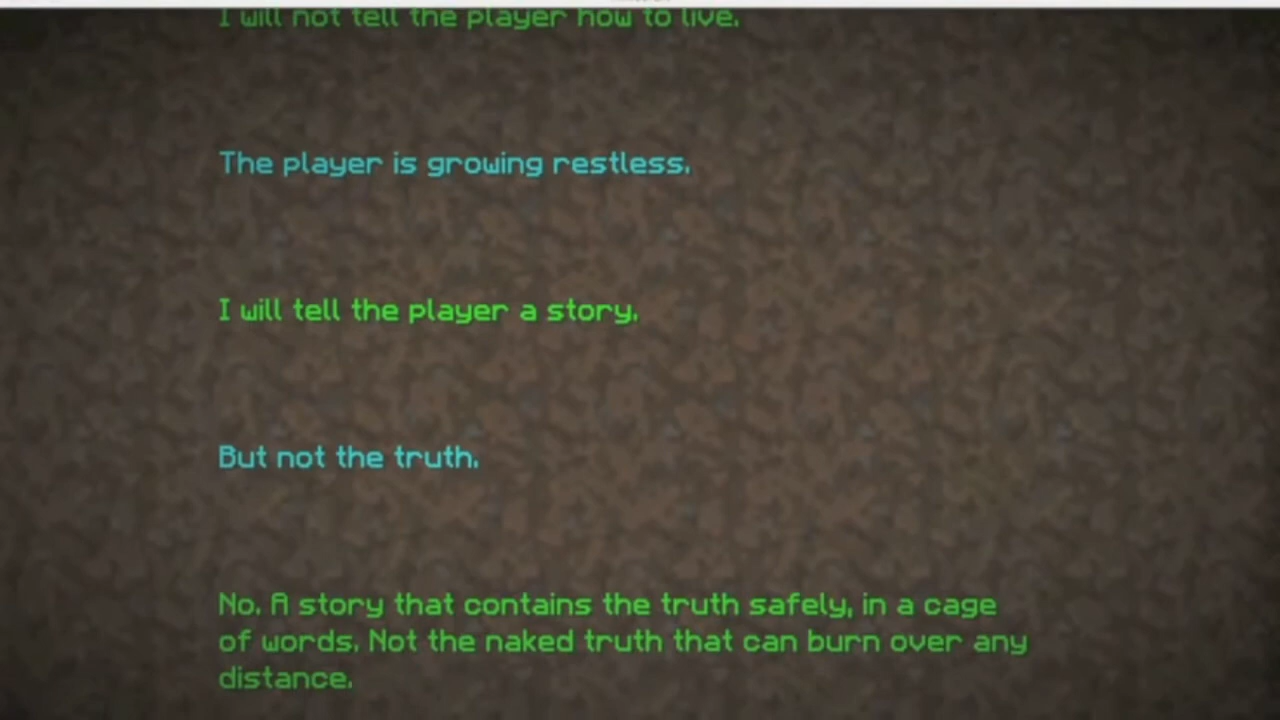 I will not tell the player how to live.
The player is growing restless.
I will tell the player a story.
But not the truth.
No. A story that contains the truth safely, in a cage
of words. Not the naked truth that can burn over any
distance.